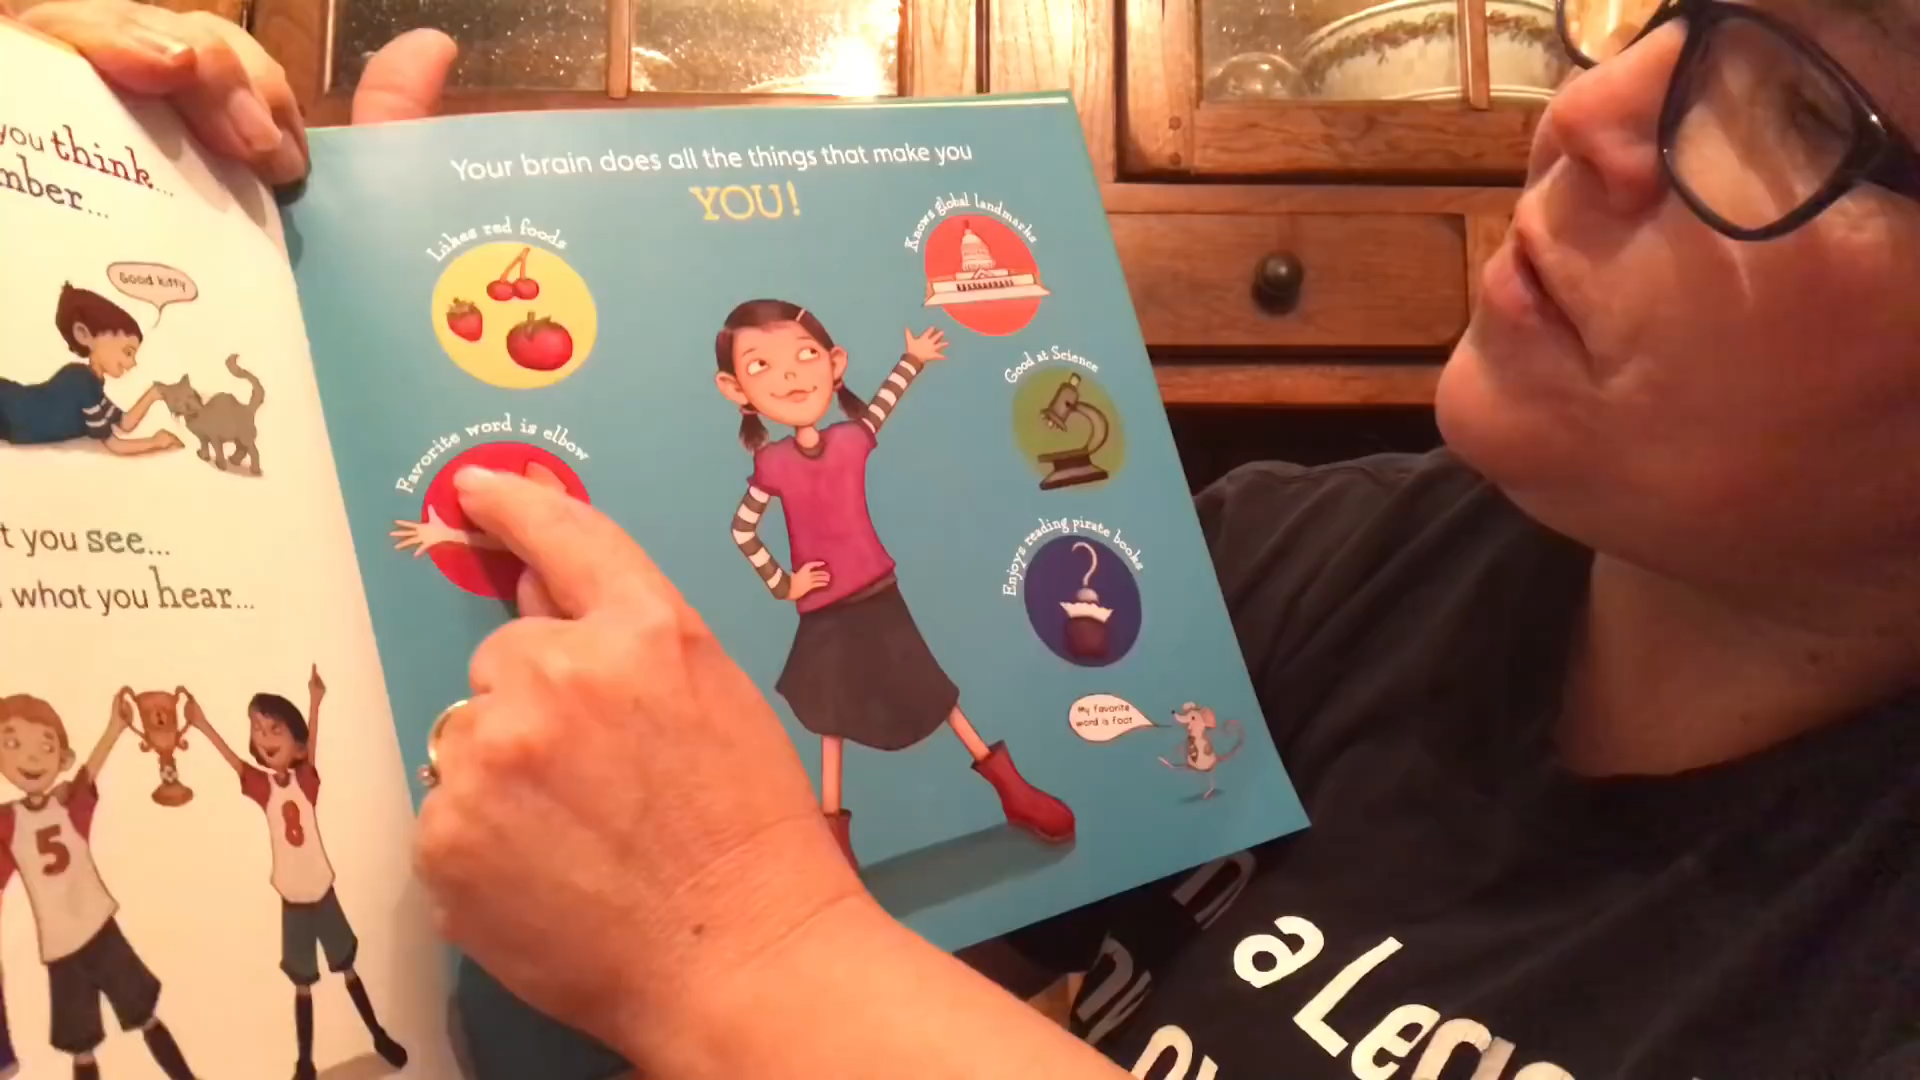 you think...
mber...
Good kitty
t you see...
what you hear...
5
8
Your brain does all the things that make you
YOU!
Likes red foods
Favorite word is elbow
Knows global landmarks
Good at Science
Enjoys reading pirate books
My favorite
word is foot
a Leg